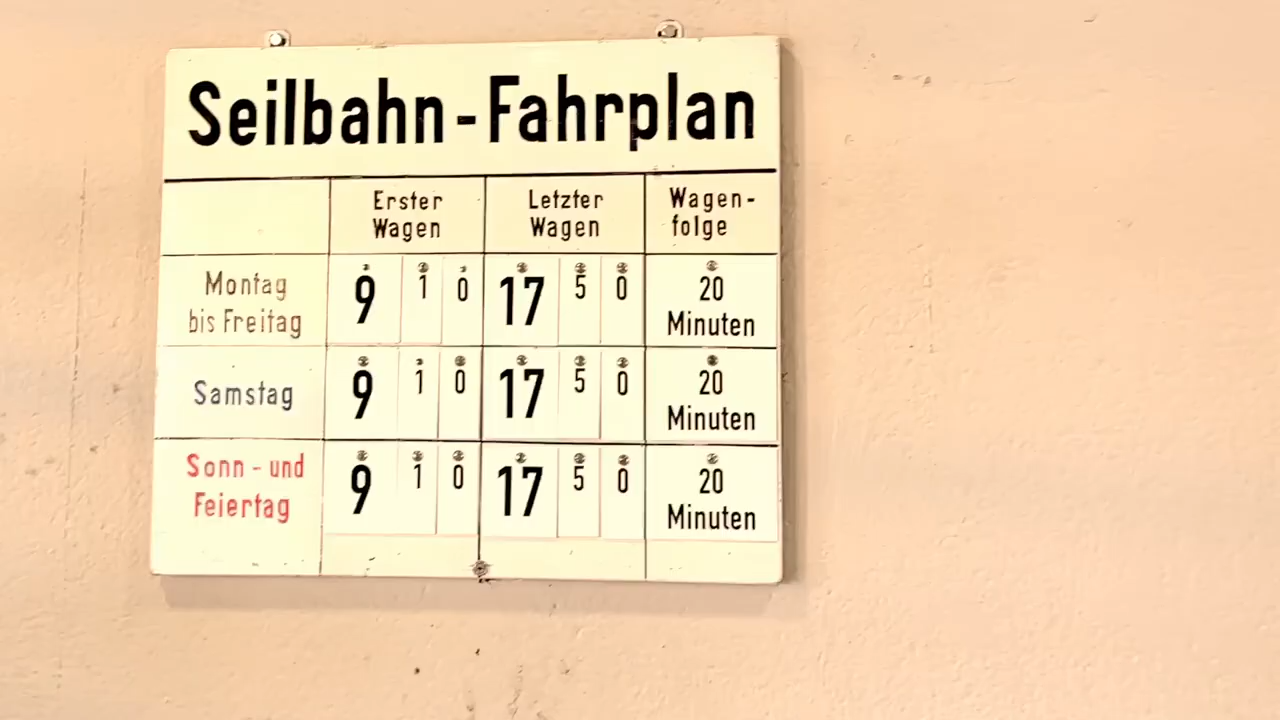 Seilbahn-Fahrplan
Erster Wagen Letzter Wagen Wagen-folge
Montag bis Freitag 9 10 17 50 20 Minuten
Samstag 9 10 17 50 20 Minuten
Sonn- und Feiertag 9 10 17 50 20 Minuten